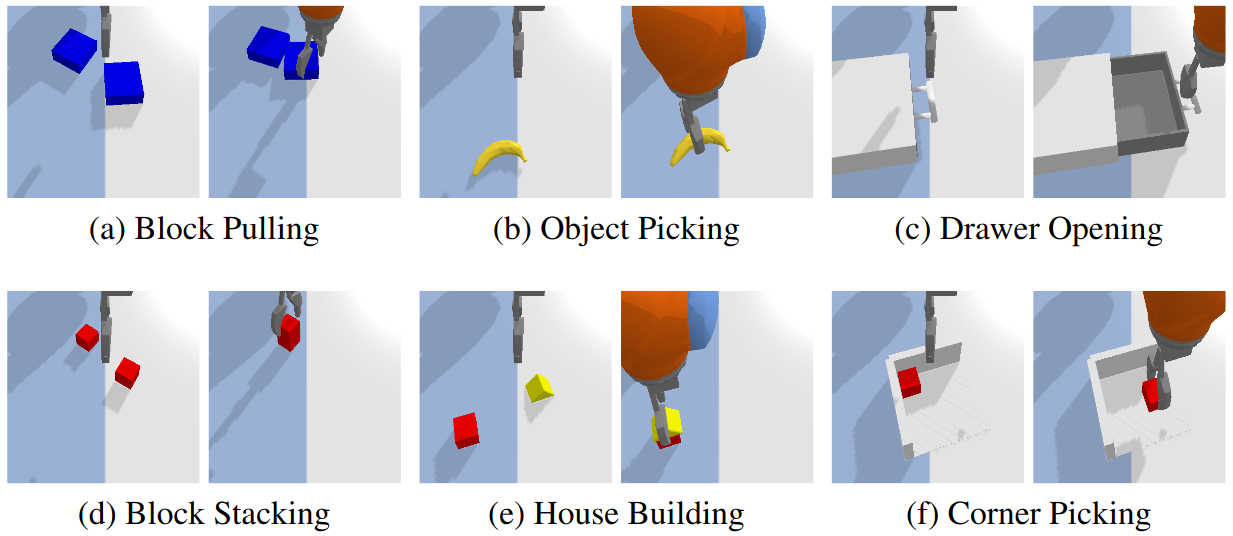 (a) Block Pulling
(b) Object Picking
(c) Drawer Opening
(d) Block Stacking
(e) House Building
(f) Corner Picking